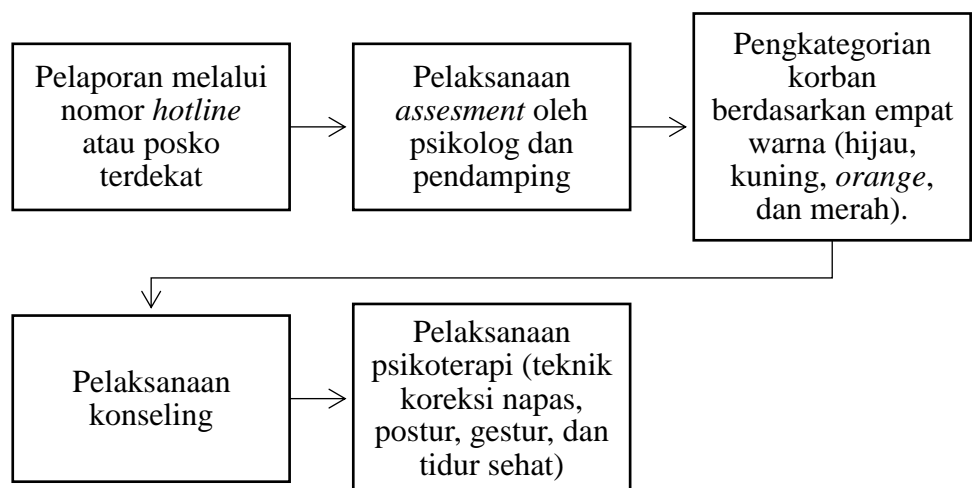 Pelaporan melalui
nomor hotline
atau posko
terdekat
Pelaksanaan
assesment oleh
psikolog dan
pendamping
Pengkategorian
korban
berdasarkan empat
warna (hijau,
kuning, orange,
dan merah).
Pelaksanaan
konseling
Pelaksanaan
psikoterapi (teknik
koreksi napas,
postur, gestur, dan
tidur sehat)